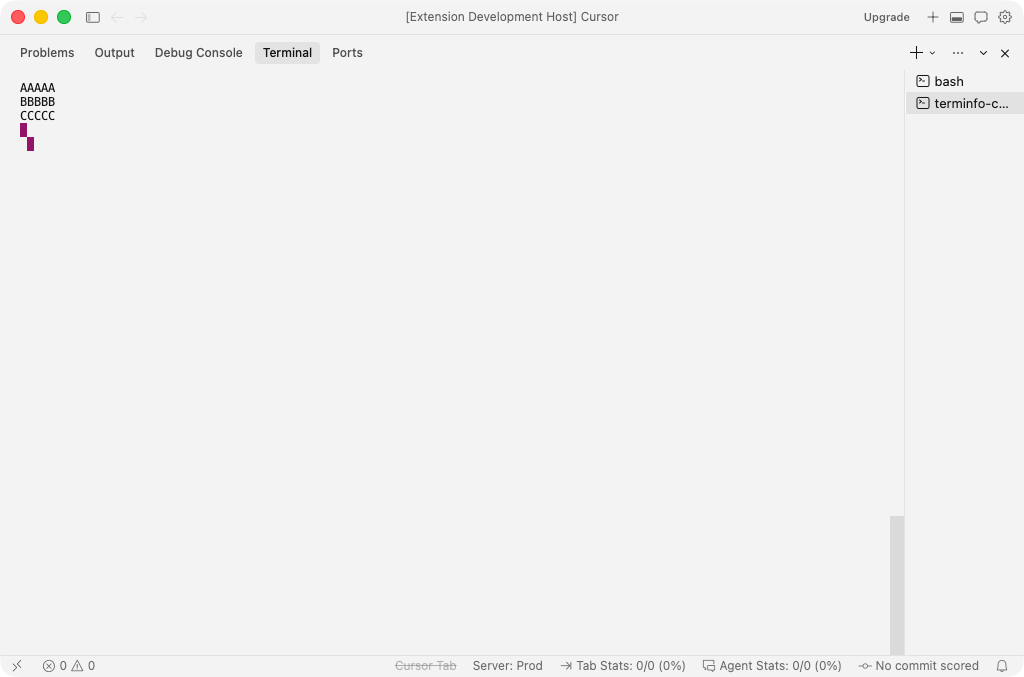 [Extension Development Host] Cursor
Upgrade
Problems Output Debug Console Terminal Ports
AAAAA
BBBBB
CCCCC
bash
terminfo-c...
0 0 Cursor Tab Server: Prod Tab Stats: 0/0 (0%) Agent Stats: 0/0 (0%) No commit scored